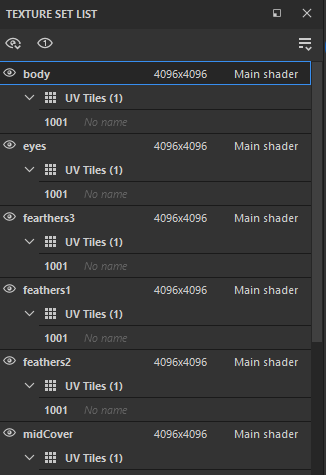 TEXTURE SET LIST
1
body 4096x4096 Main shader
UV Tiles (1)
1001 No name
eyes 4096x4096 Main shader
UV Tiles (1)
1001 No name
fearthers3 4096x4096 Main shader
UV Tiles (1)
1001 No name
feathers1 4096x4096 Main shader
UV Tiles (1)
1001 No name
feathers2 4096x4096 Main shader
UV Tiles (1)
1001 No name
midCover 4096x4096 Main shader
UV Tiles (1)